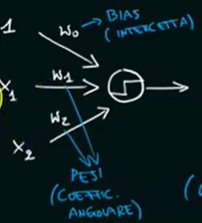 1
W₀
BIAS
(INTERCETTA)
X₁
W₁
W₂
X₂
PESI
(COEFFIC.
ANGOLARE)
(